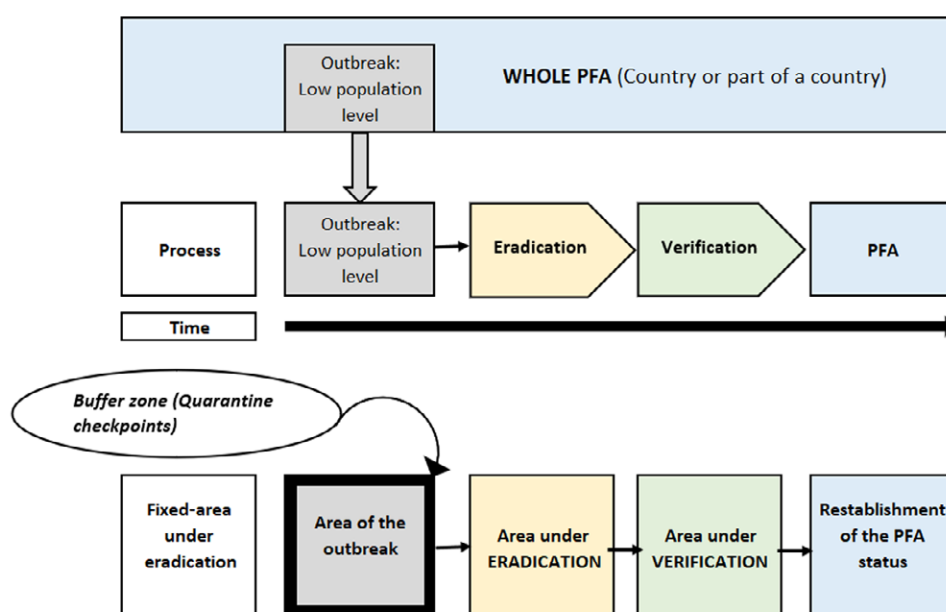 Outbreak:
Low population
level
WHOLE PFA (Country or part of a country)
Process
Outbreak:
Low population
level
Eradication
Verification
PFA
Time
Buffer zone (Quarantine
checkpoints)
Fixed-area
under
eradication
Area of the
outbreak
Area under
ERADICATION
Area under
VERIFICATION
Restablishment
of the PFA
status